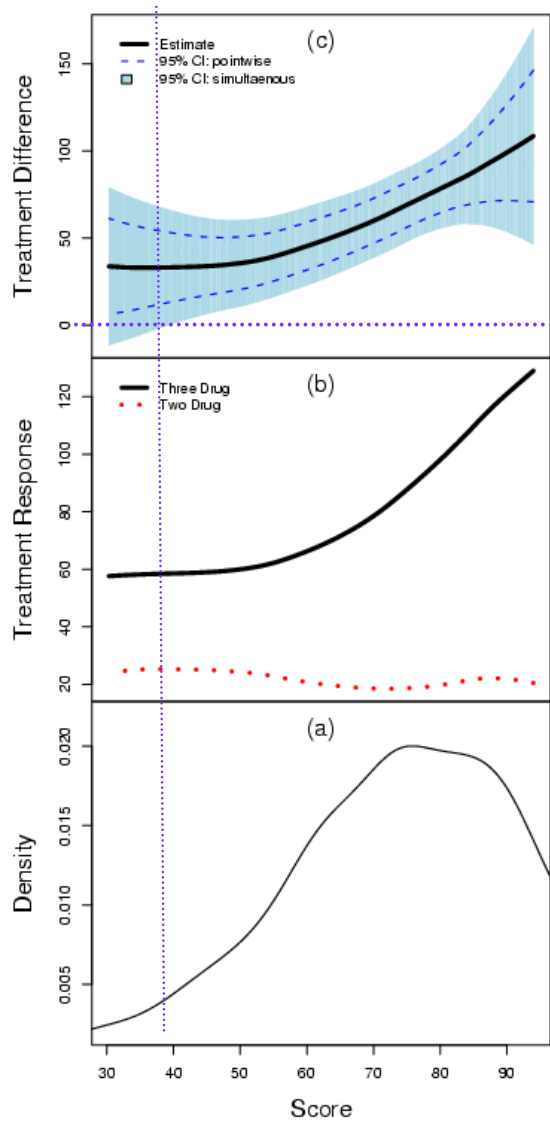 (c)
Estimate
95% CI: pointwise
95% CI: simultaenous
Treatment Difference
150
100
50
0
(b)
Three Drug
Two Drug
Treatment Response
120
100
80
60
40
20
(a)
Density
0.020
0.015
0.010
0.005
30 40 50 60 70 80 90
Score